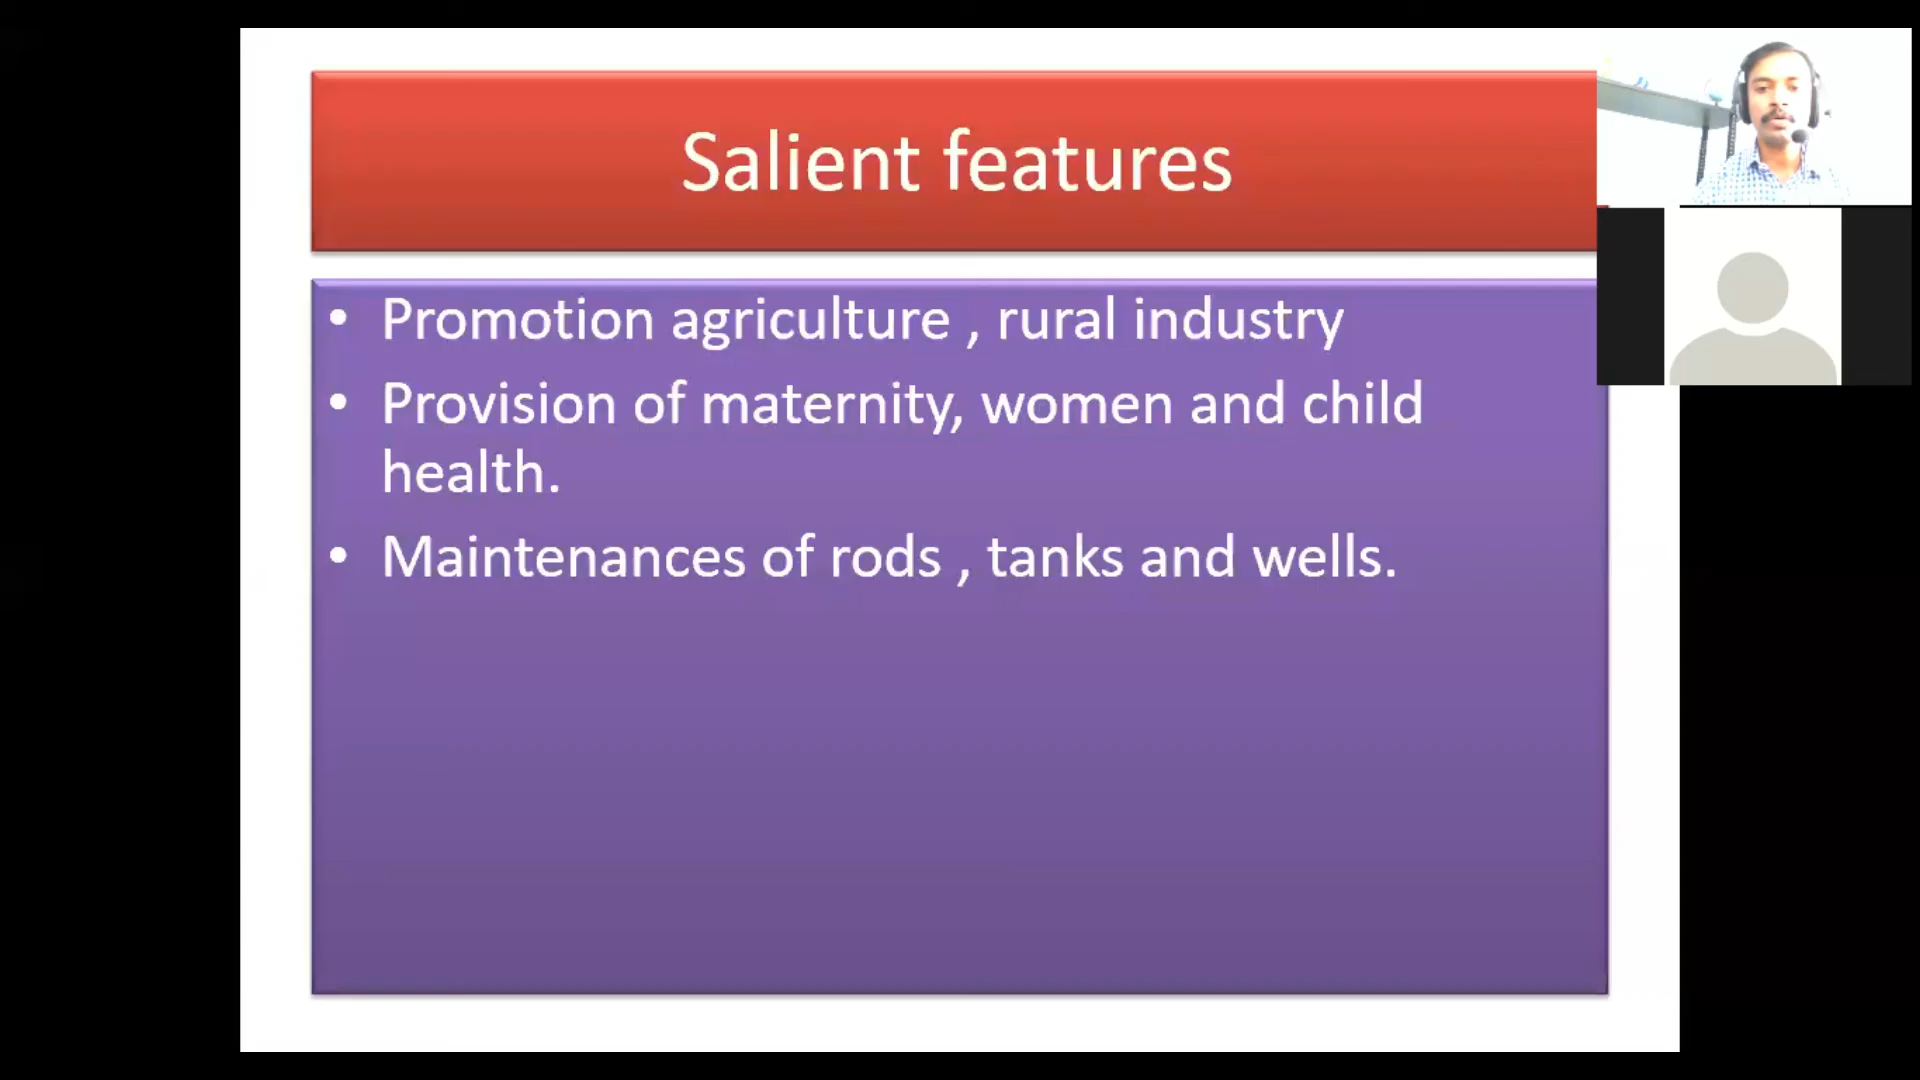 Salient features
• Promotion agriculture , rural industry
• Provision of maternity, women and child
health.
• Maintenances of rods , tanks and wells.